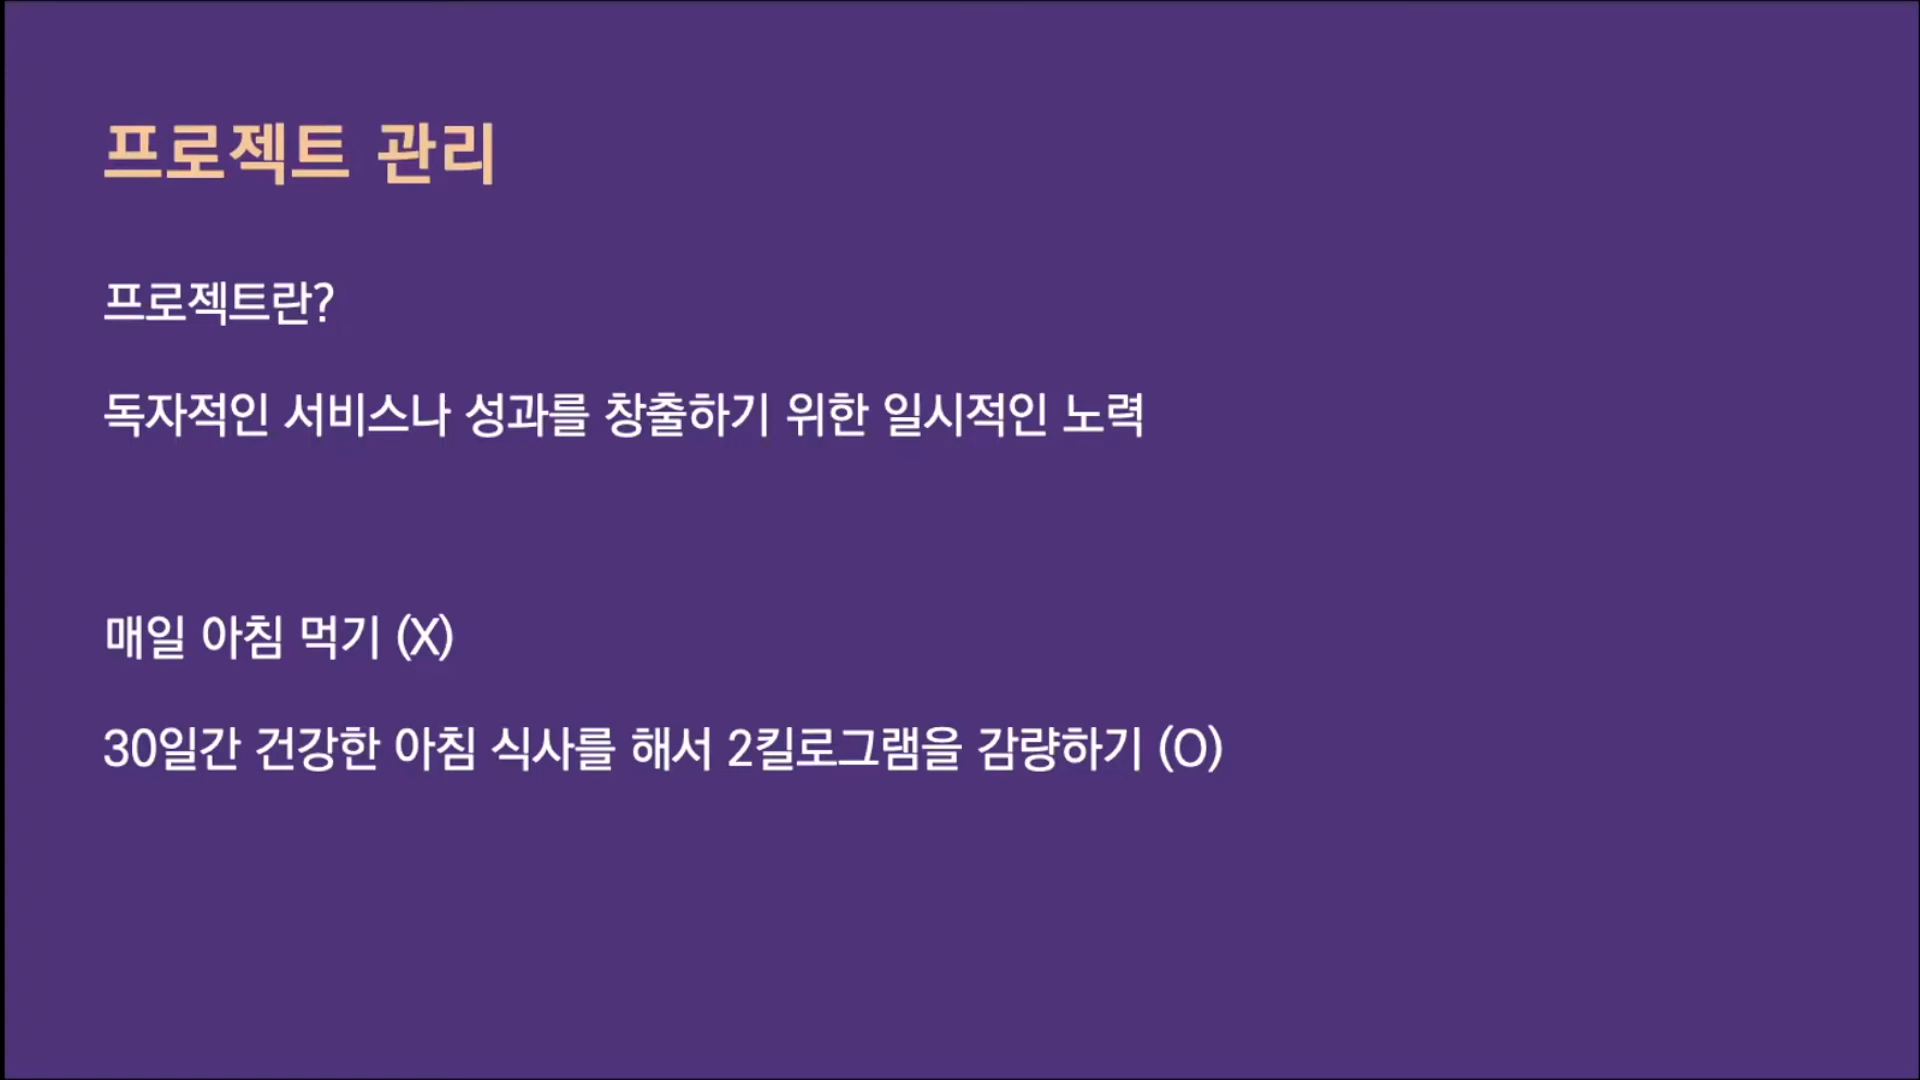 프로젝트 관리
프로젝트란?
독자적인 서비스나 성과를 창출하기 위한 일시적인 노력
매일 아침 먹기 (X)
30일간 건강한 아침 식사를 해서 2킬로그램을 감량하기 (O)